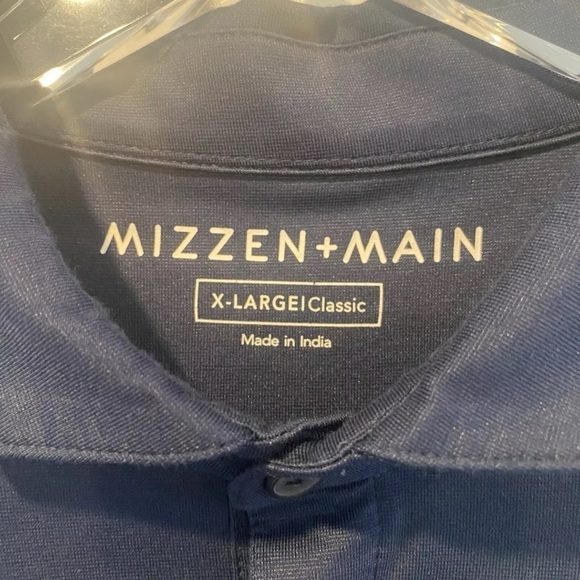 MIZZEN+MAIN
X-LARGE|Classic
Made in India